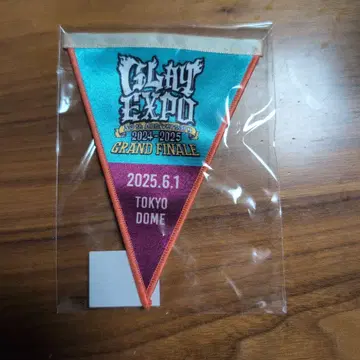 GLAY
EXPO
2024-2025
GRAND FINALE
2025.6.1
TOKYO
DOME